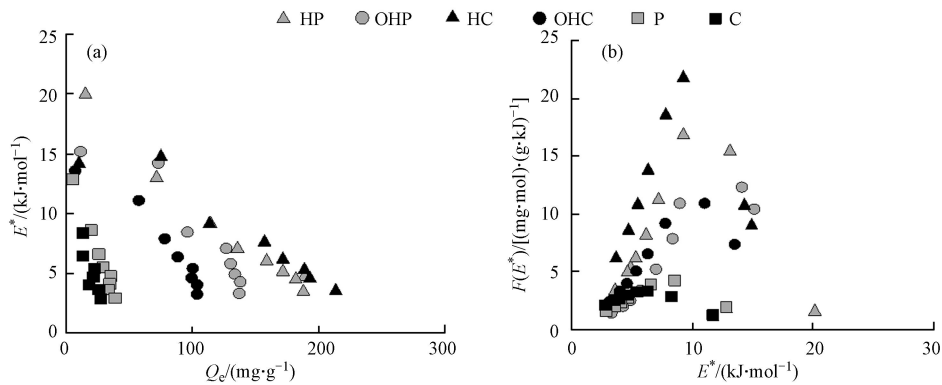 HP OHP HC OHC P C
(a)
25
20
15
10
5
0
E*/(kJ·mol⁻¹)
0 100 200 300
Qe/(mg·g⁻¹)
(b)
25
20
15
10
5
0
F(E*)/[(mg·mol)·(g·kJ)⁻¹]
0 10 20 30
E*/(kJ·mol⁻¹)